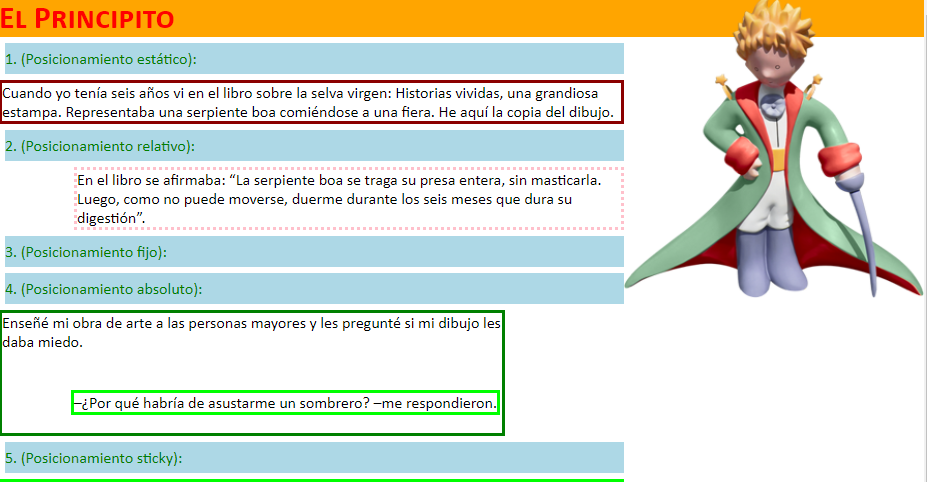 El Principito
1. (Posicionamiento estático):
Cuando yo tenía seis años vi en el libro sobre la selva virgen: Historias vividas, una grandiosa
estampa. Representaba una serpiente boa comiéndose a una fiera. He aquí la copia del dibujo.
2. (Posicionamiento relativo):
En el libro se afirmaba: “La serpiente boa se traga su presa entera, sin masticarla.
Luego, como no puede moverse, duerme durante los seis meses que dura su
digestión”.
3. (Posicionamiento fijo):
4. (Posicionamiento absoluto):
Enseñé mi obra de arte a las personas mayores y les pregunté si mi dibujo les
daba miedo.
–¿Por qué habría de asustarme un sombrero? –me respondieron.
5. (Posicionamiento sticky):